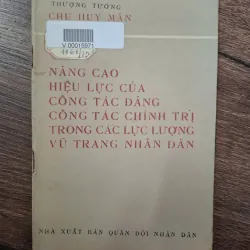 THƯỢNG TƯỚNG
CHU HUY MÂN
V 00015971
NÂNG CAO
HIỆU LỰC CỦA
CÔNG TÁC ĐẢNG
CÔNG TÁC CHÍNH TRỊ
TRONG CÁC LỰC LƯỢNG
VŨ TRANG NHÂN DÂN
NHÀ XUẤT BẢN QUÂN ĐỘI NHÂN DÂN